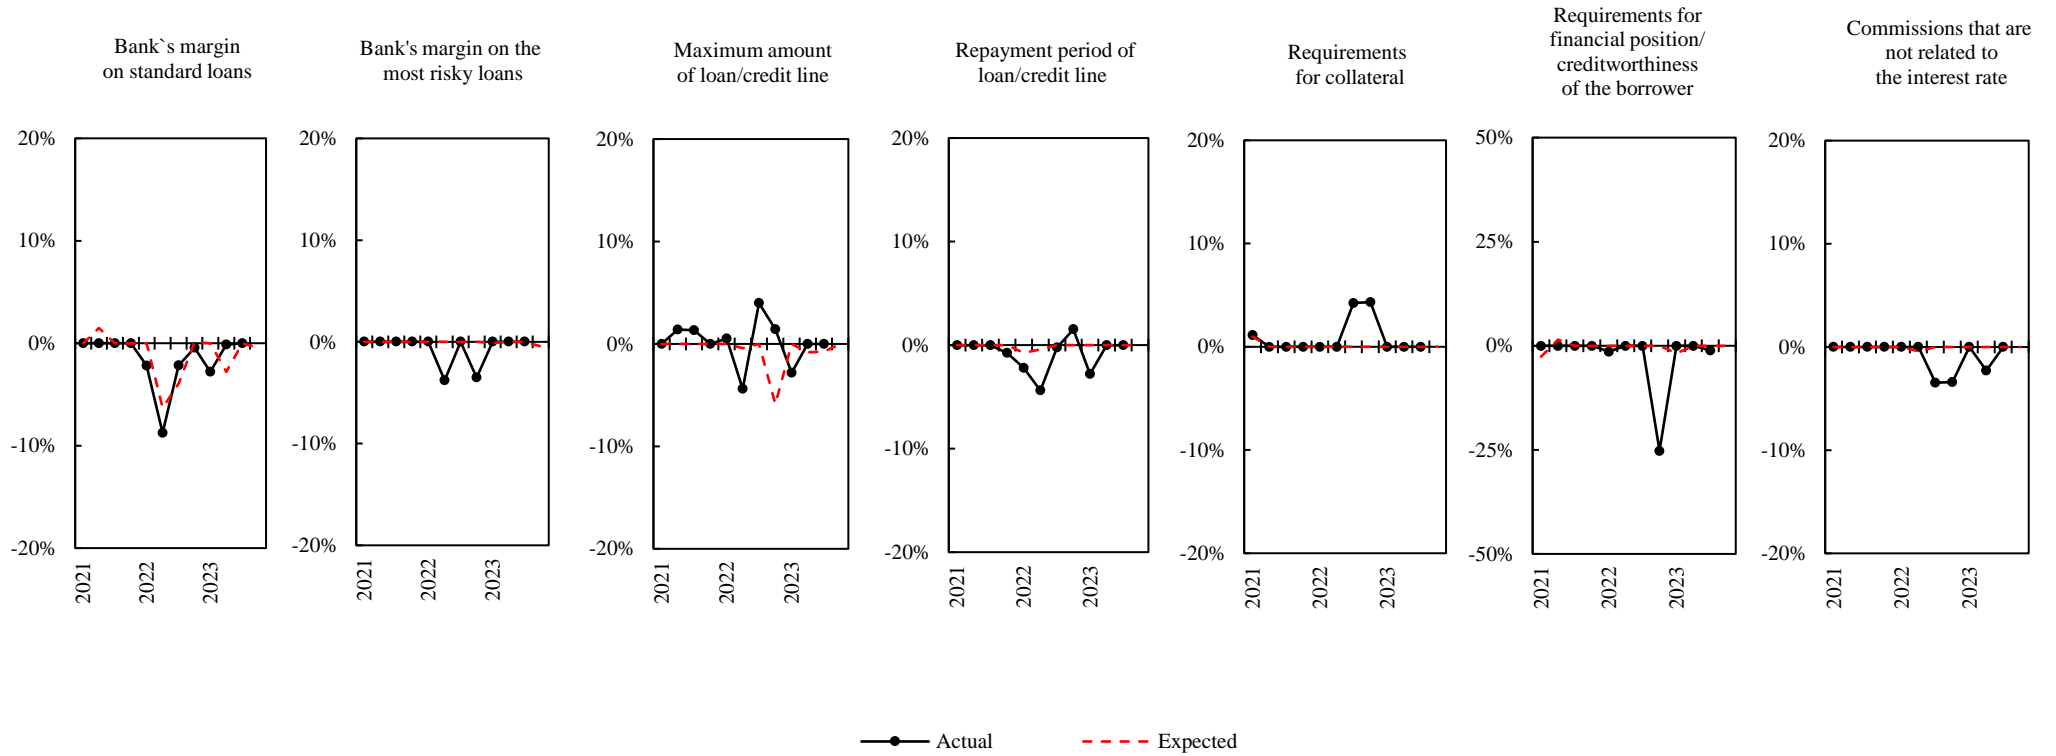 Bank`s margin
on standard loans
20%
10%
0%
-10%
-20%
2021
2022
2023
Bank's margin on the
most risky loans
20%
10%
0%
-10%
-20%
2021
2022
2023
Maximum amount
of loan/credit line
20%
10%
0%
-10%
-20%
2021
2022
2023
Repayment period of
loan/credit line
20%
10%
0%
-10%
-20%
2021
2022
2023
Requirements
for collateral
20%
10%
0%
-10%
-20%
2021
2022
2023
Requirements for
financial position/
creditworthiness
of the borrower
50%
25%
0%
-25%
-50%
2021
2022
2023
Commissions that are
not related to
the interest rate
20%
10%
0%
-10%
-20%
2021
2022
2023
Actual
Expected